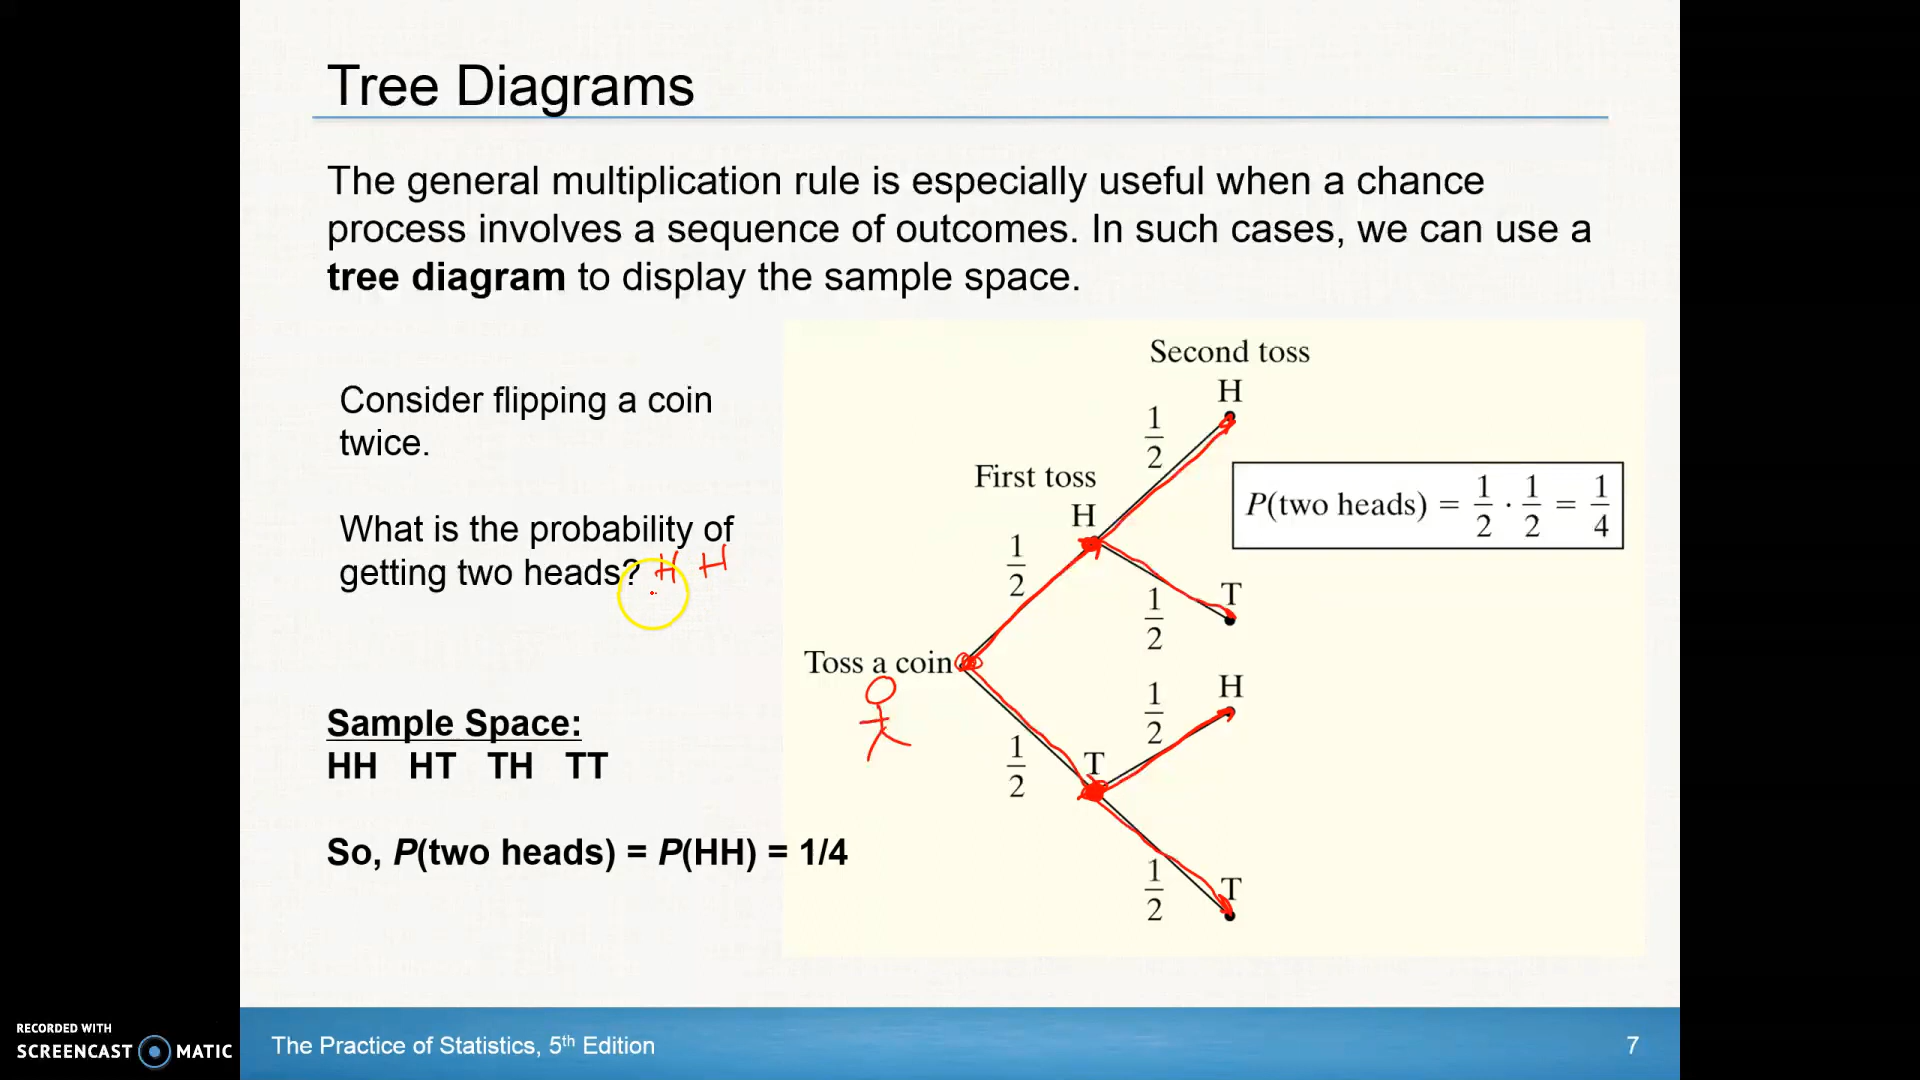 Tree Diagrams
The general multiplication rule is especially useful when a chance
process involves a sequence of outcomes. In such cases, we can use a
tree diagram to display the sample space.
Consider flipping a coin
twice.
What is the probability of
getting two heads? H H
Sample Space:
HH HT TH TT
So, P(two heads) = P(HH) = 1/4
Second toss
H
1/2
First toss
H
1/2
P(two heads) = 1/2 · 1/2 = 1/4
T
1/2
Toss a coin
H
1/2
T
1/2
T
1/2
RECORDED WITH
SCREENCAST MATIC
The Practice of Statistics, 5th Edition
7